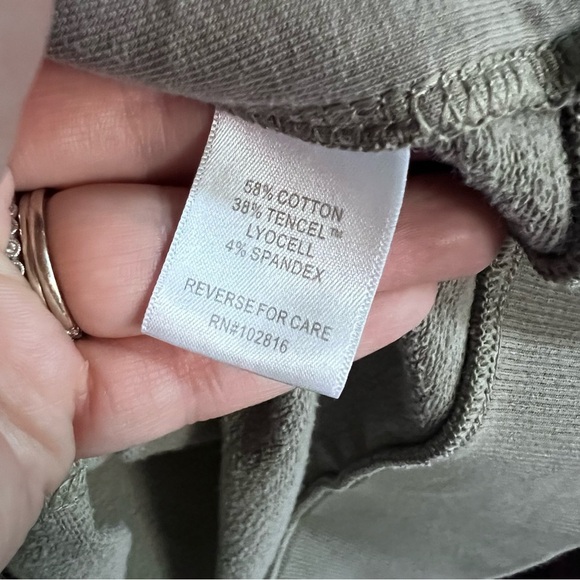 58% COTTON
38% TENCEL™
LYOCELL
4% SPANDEX
REVERSE FOR CARE
RN#102816